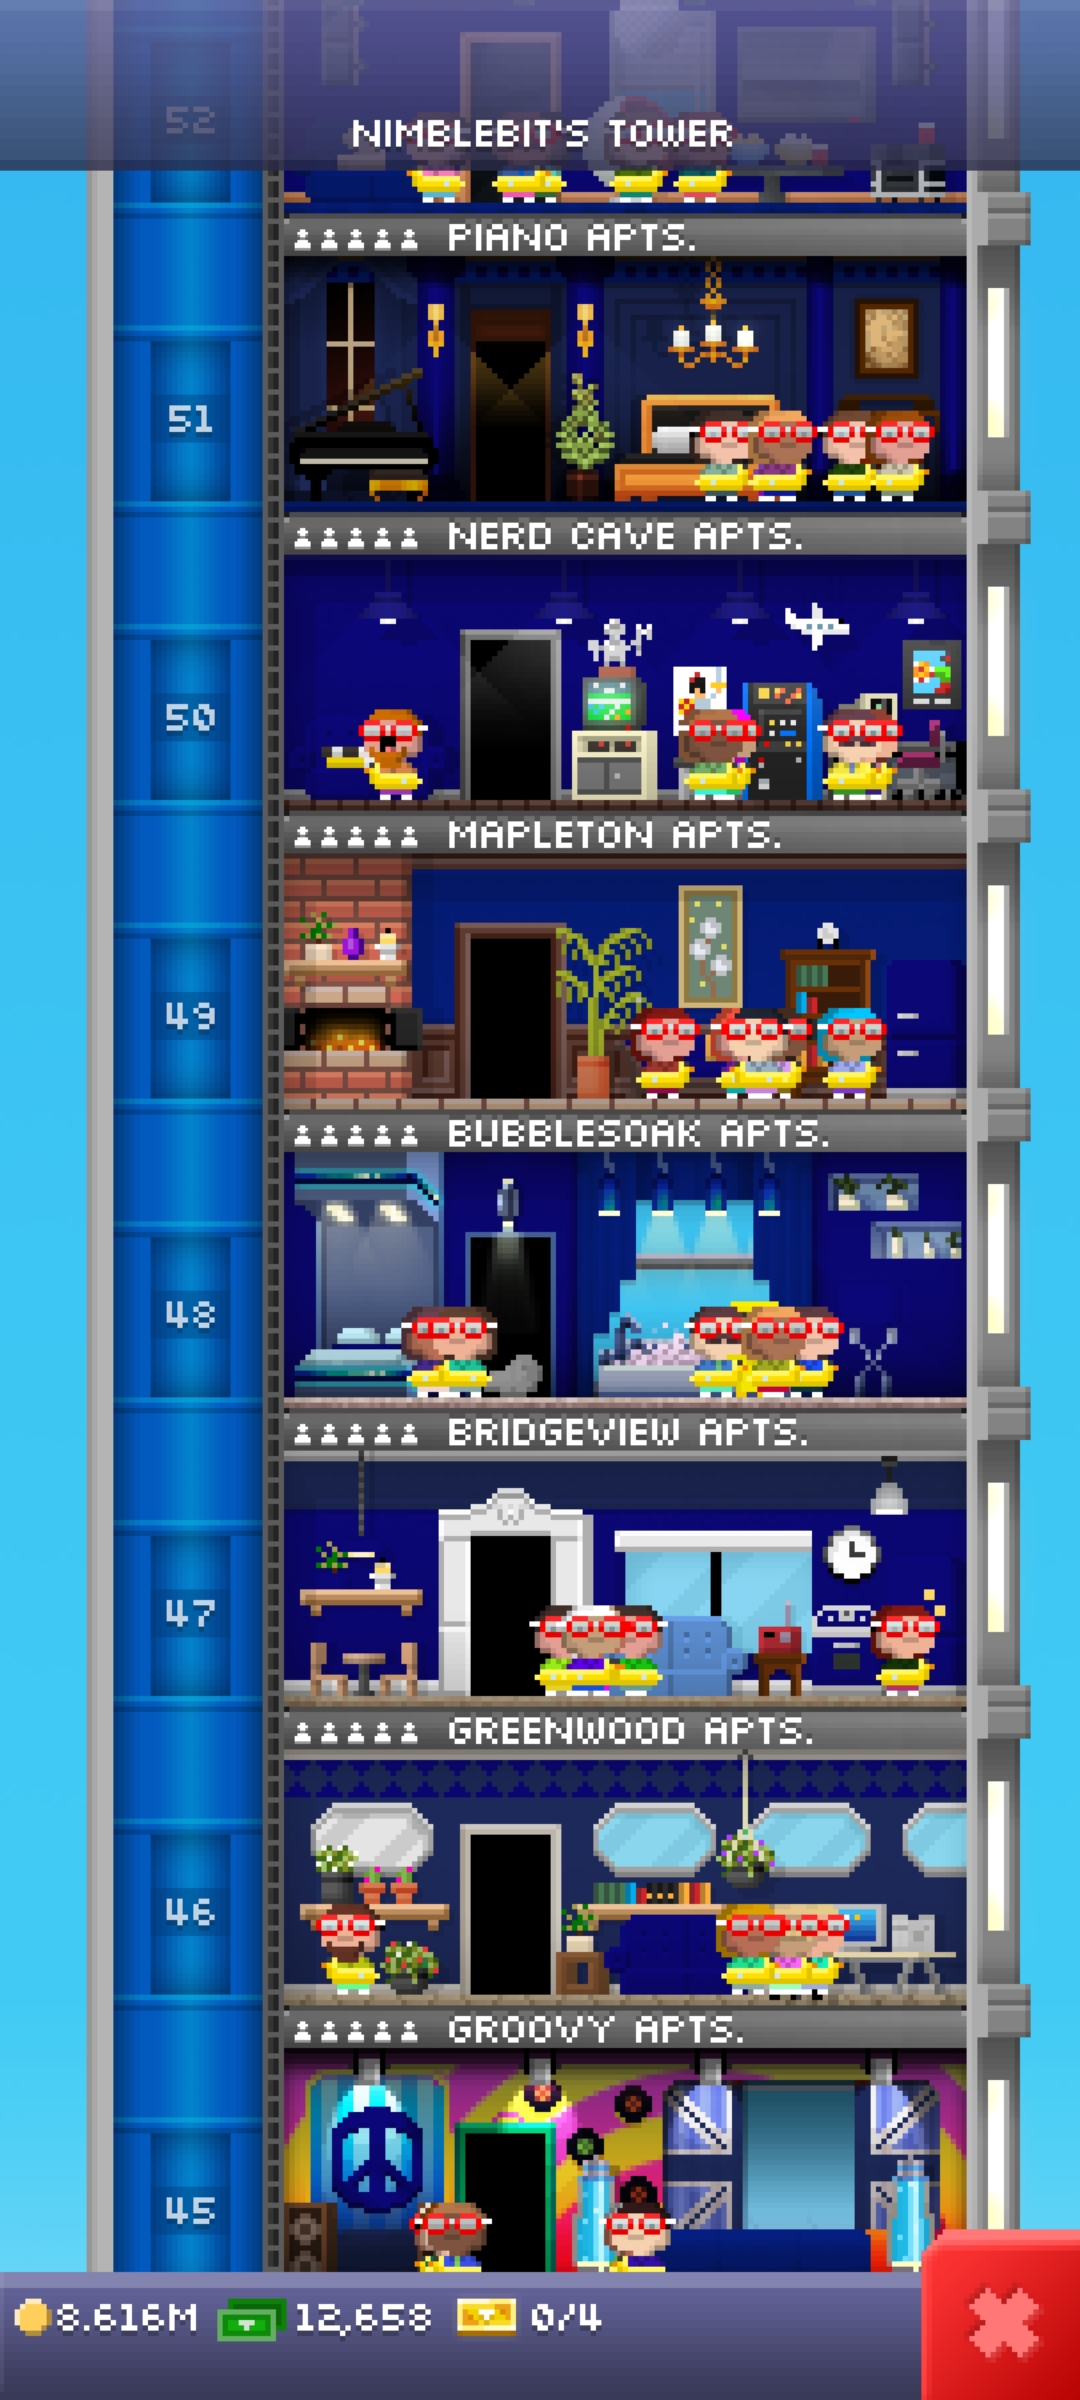 52
NIMBLEBIT'S TOWER
PIANO APTS.
51
NERD CAVE APTS.
50
MAPLETON APTS.
49
BUBBLESOAK APTS.
48
BRIDGEVIEW APTS.
47
GREENWOOD APTS.
46
GROOVY APTS.
45
8.616M 12,658 0/4